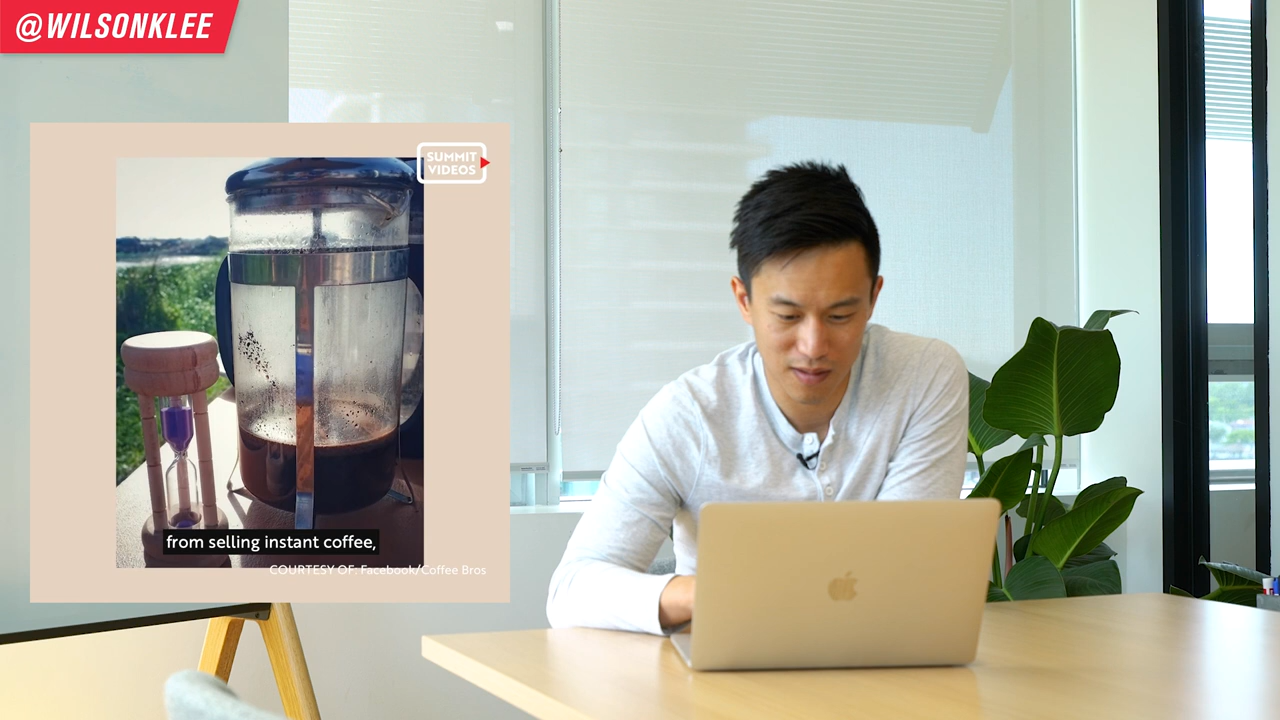 @WILSONKLEE
SUMMIT
VIDEOS
from selling instant coffee,
COURTESY OF: Facebook/Coffee Bros